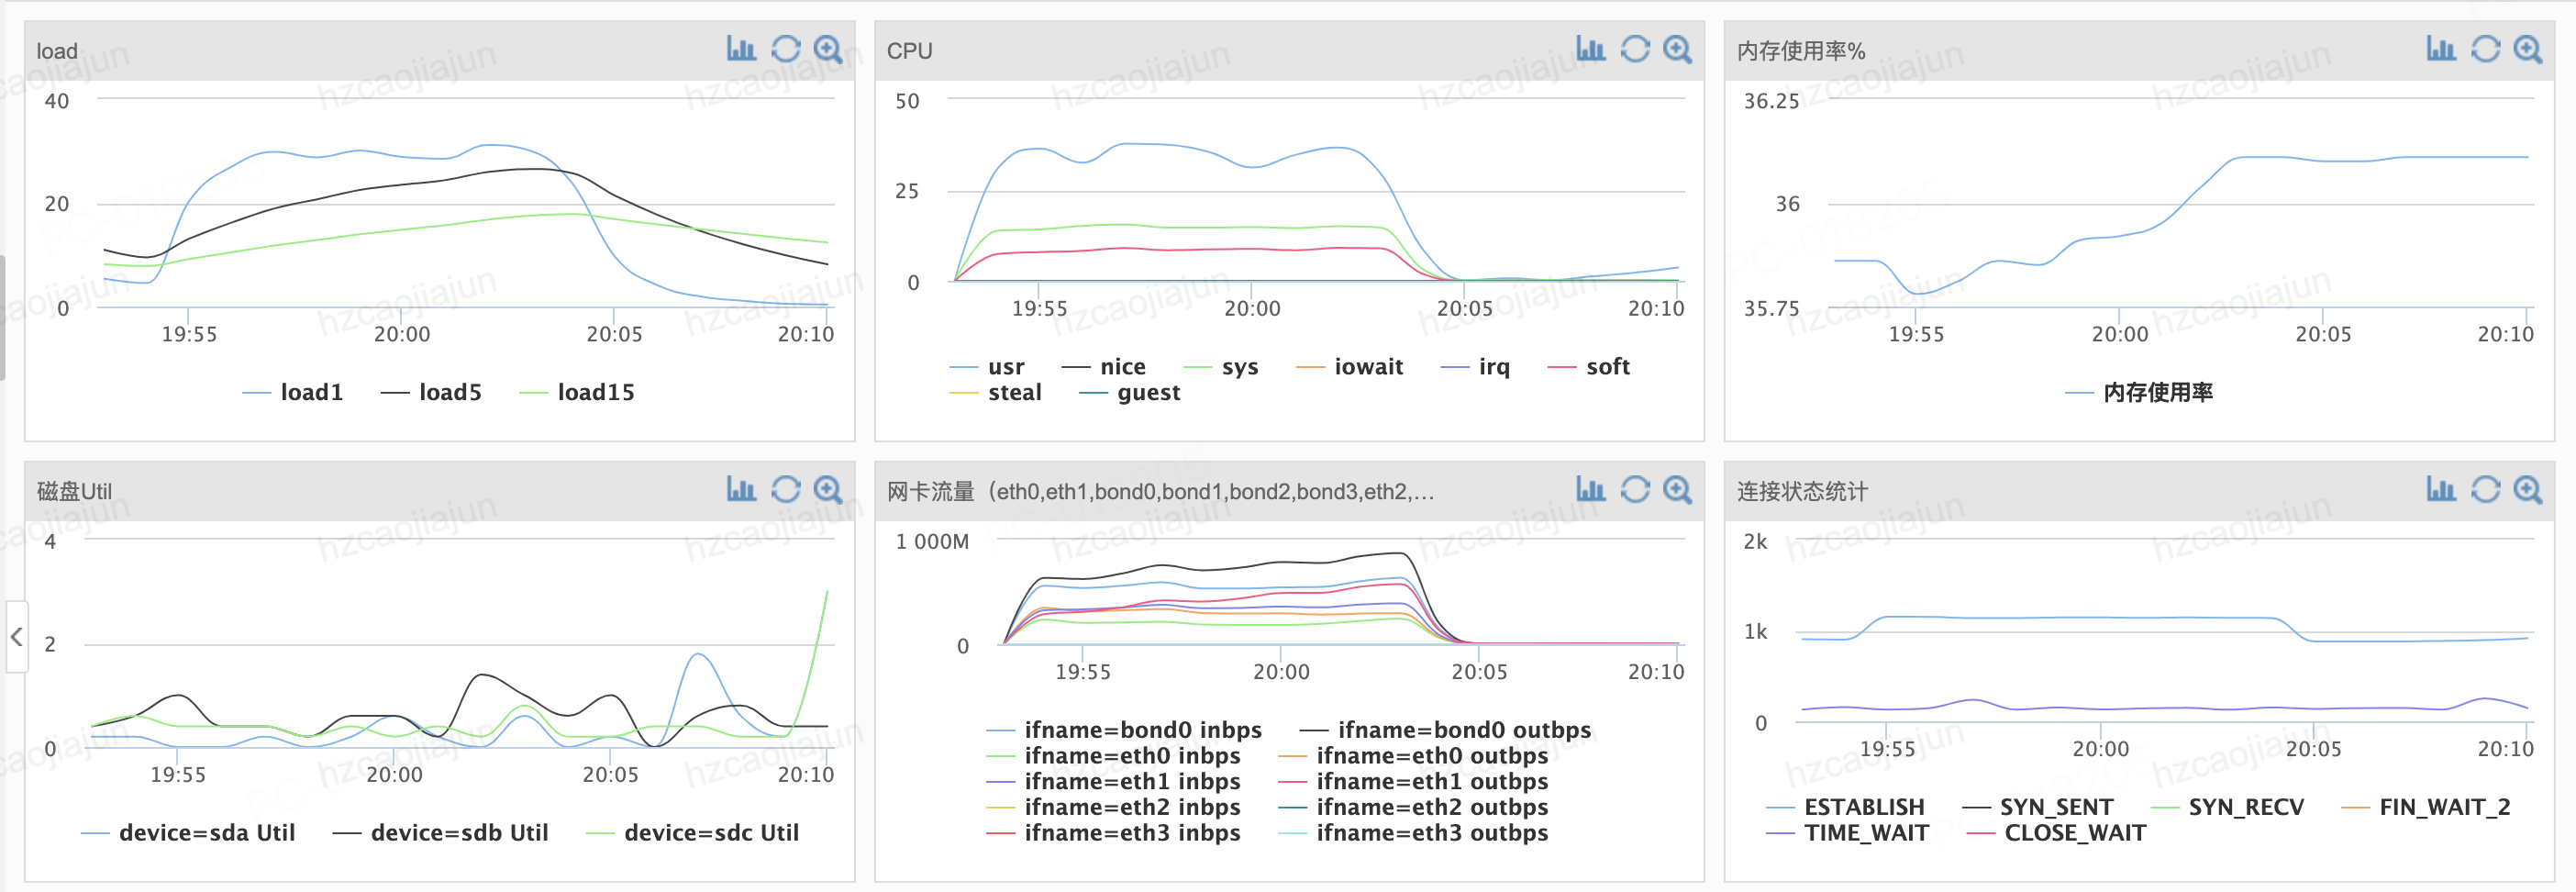 load
40
20
0
19:55 20:00 20:05 20:10
load1 load5 load15
CPU
50
25
0
19:55 20:00 20:05 20:10
usr nice sys iowait irq soft
steal guest
内存使用率%
36.25
36
35.75
19:55 20:00 20:05 20:10
内存使用率
磁盘Util
4
2
0
19:55 20:00 20:05 20:10
device=sda Util device=sdb Util device=sdc Util
网卡流量（eth0,eth1,bond0,bond1,bond2,bond3,eth2,...
1 000M
0
19:55 20:00 20:05 20:10
ifname=bond0 inbps ifname=bond0 outbps
ifname=eth0 inbps ifname=eth0 outbps
ifname=eth1 inbps ifname=eth1 outbps
ifname=eth2 inbps ifname=eth2 outbps
ifname=eth3 inbps ifname=eth3 outbps
连接状态统计
2k
1k
0
19:55 20:00 20:05 20:10
ESTABLISH SYN_SENT SYN_RECV FIN_WAIT_2
TIME_WAIT CLOSE_WAIT
hzcaojiajun